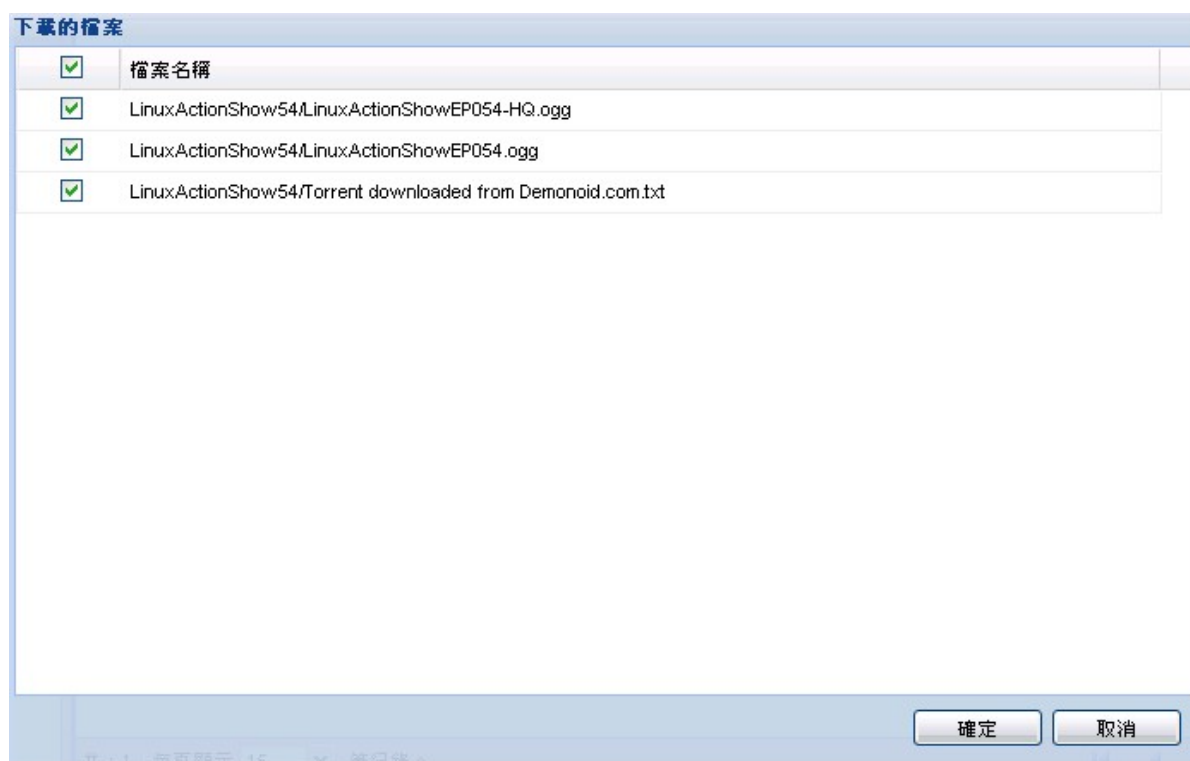 下載的檔案
檔案名稱
LinuxActionShow54/LinuxActionShowEP054-HQ.ogg
LinuxActionShow54/LinuxActionShowEP054.ogg
LinuxActionShow54/Torrent downloaded from Demonoid.com.txt
確定 取消